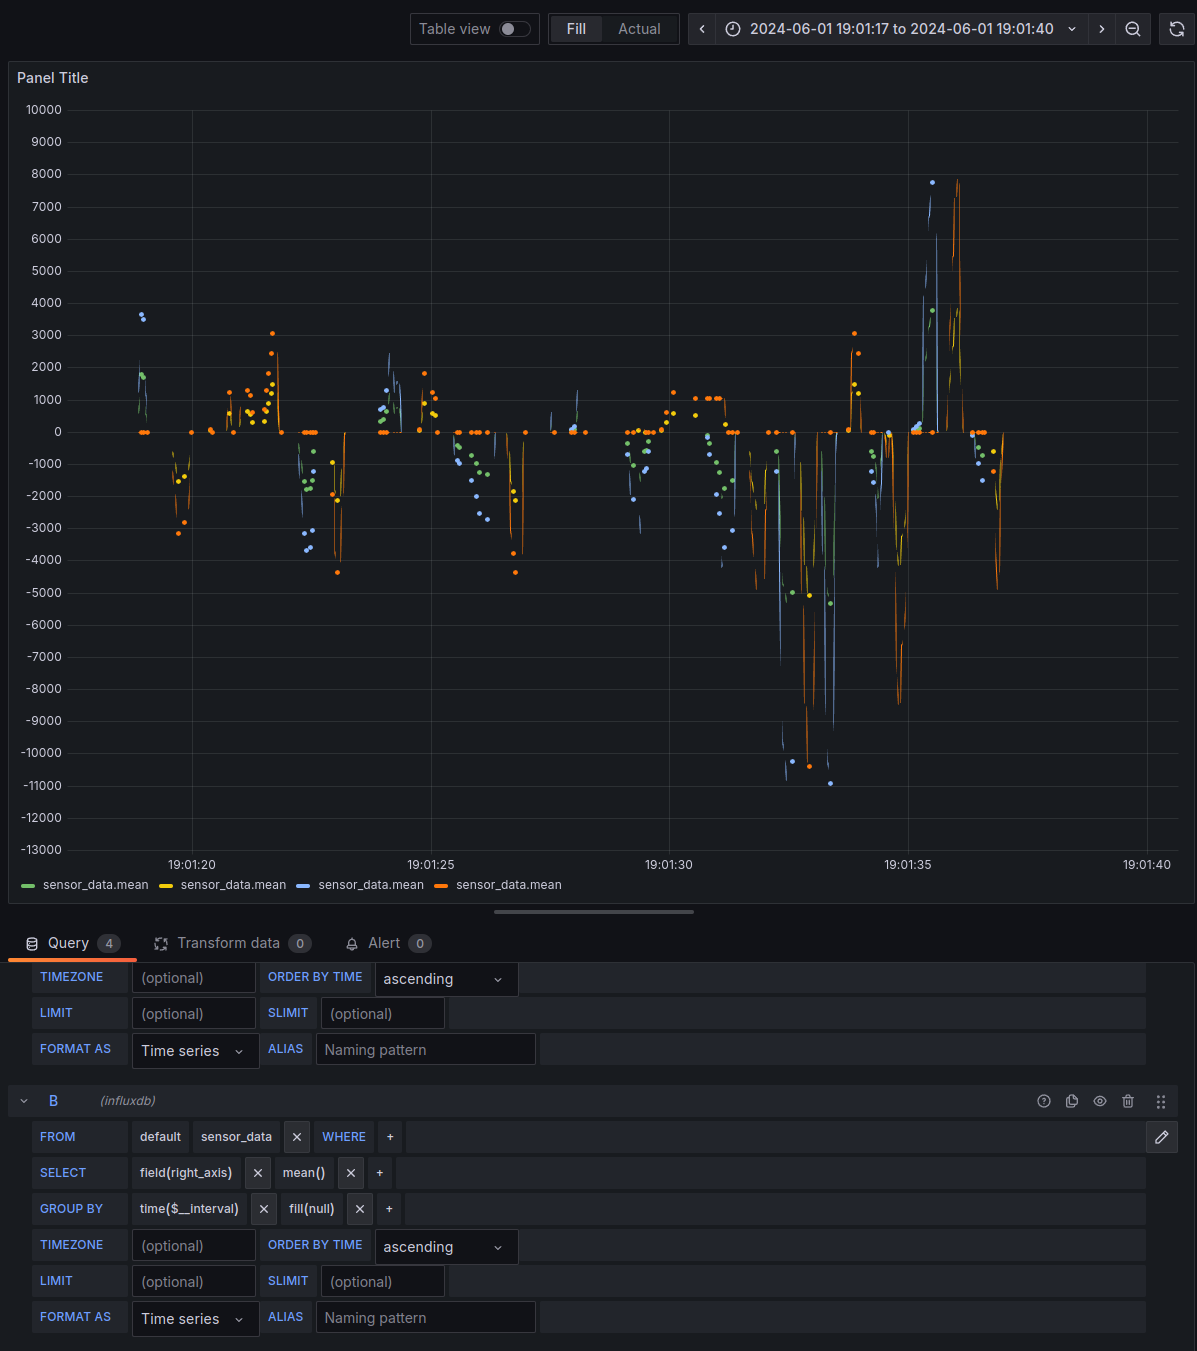 Table view Fill Actual 2024-06-01 19:01:17 to 2024-06-01 19:01:40
Panel Title
10000
9000
8000
7000
6000
5000
4000
3000
2000
1000
0
-1000
-2000
-3000
-4000
-5000
-6000
-7000
-8000
-9000
-10000
-11000
-12000
-13000
19:01:20 19:01:25 19:01:30 19:01:35 19:01:40
sensor_data.mean sensor_data.mean sensor_data.mean sensor_data.mean
Query 4 Transform data 0 Alert 0
TIMEZONE (optional) ORDER BY TIME ascending
LIMIT (optional) SLIMIT (optional)
FORMAT AS Time series ALIAS Naming pattern
B (influxdb)
FROM default sensor_data WHERE +
SELECT field(right_axis) mean() +
GROUP BY time($__interval) fill(null) +
TIMEZONE (optional) ORDER BY TIME ascending
LIMIT (optional) SLIMIT (optional)
FORMAT AS Time series ALIAS Naming pattern